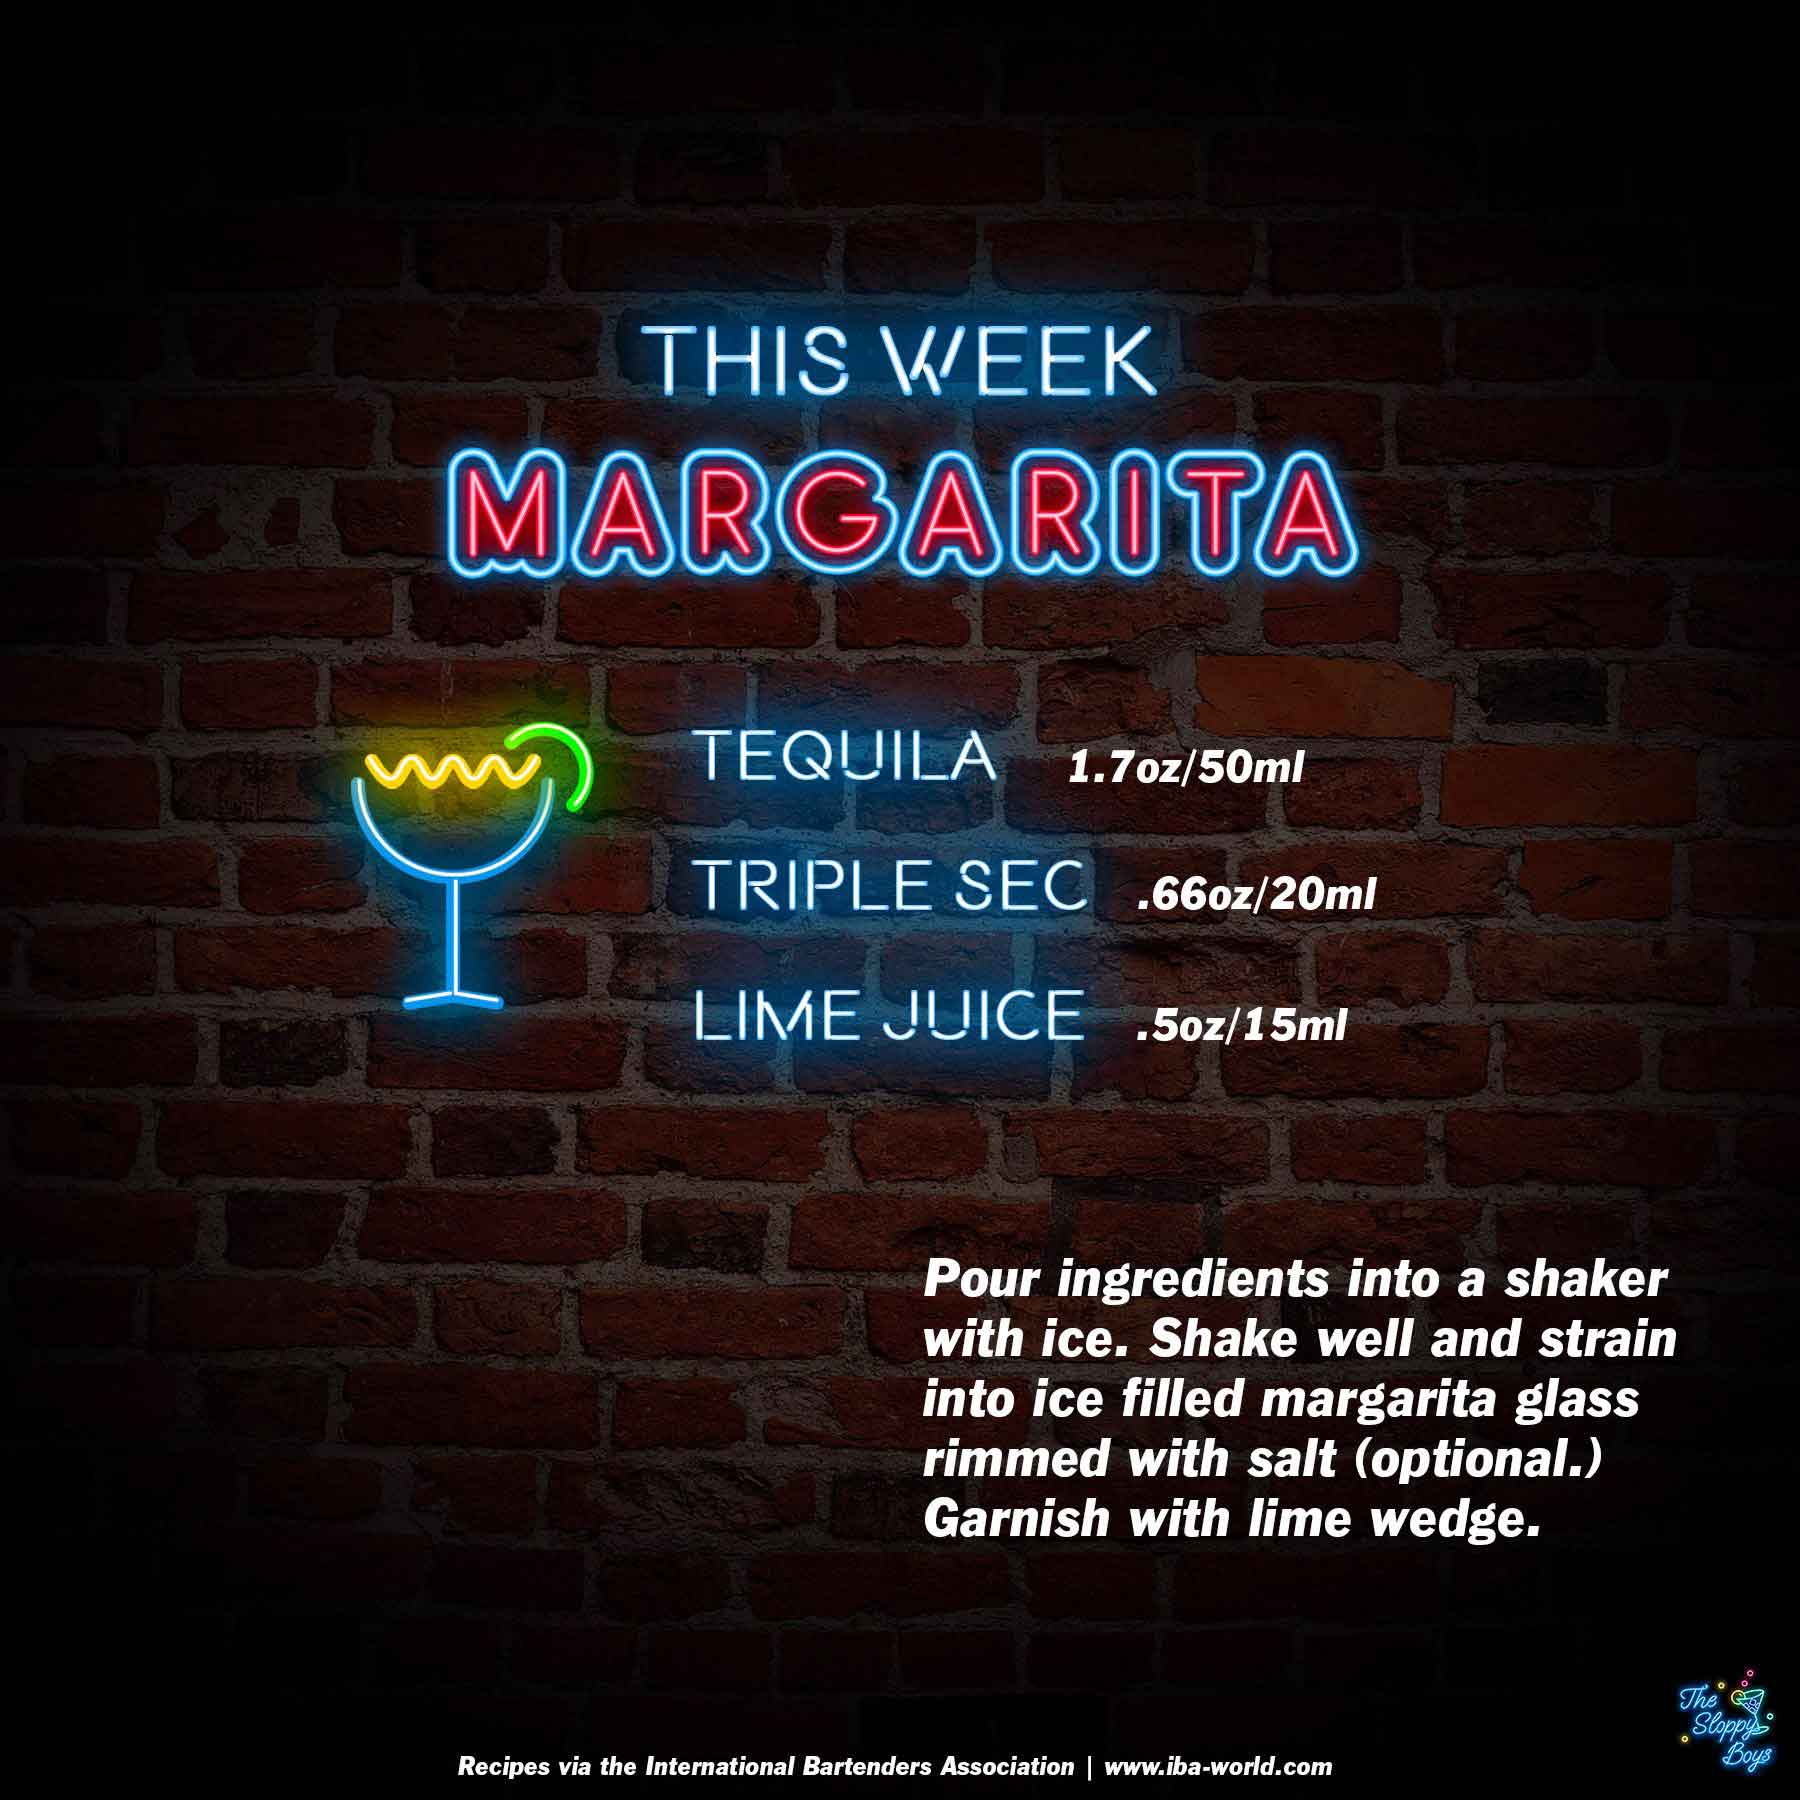 THIS WEEK
MARGARITA
TEQUILA 1.7oz/50ml
TRIPLE SEC .66oz/20ml
LIME JUICE .5oz/15ml
Pour ingredients into a shaker
with ice. Shake well and strain
into ice filled margarita glass
rimmed with salt (optional.)
Garnish with lime wedge.
The
Sloppy
Boys
Recipes via the International Bartenders Association | www.iba-world.com